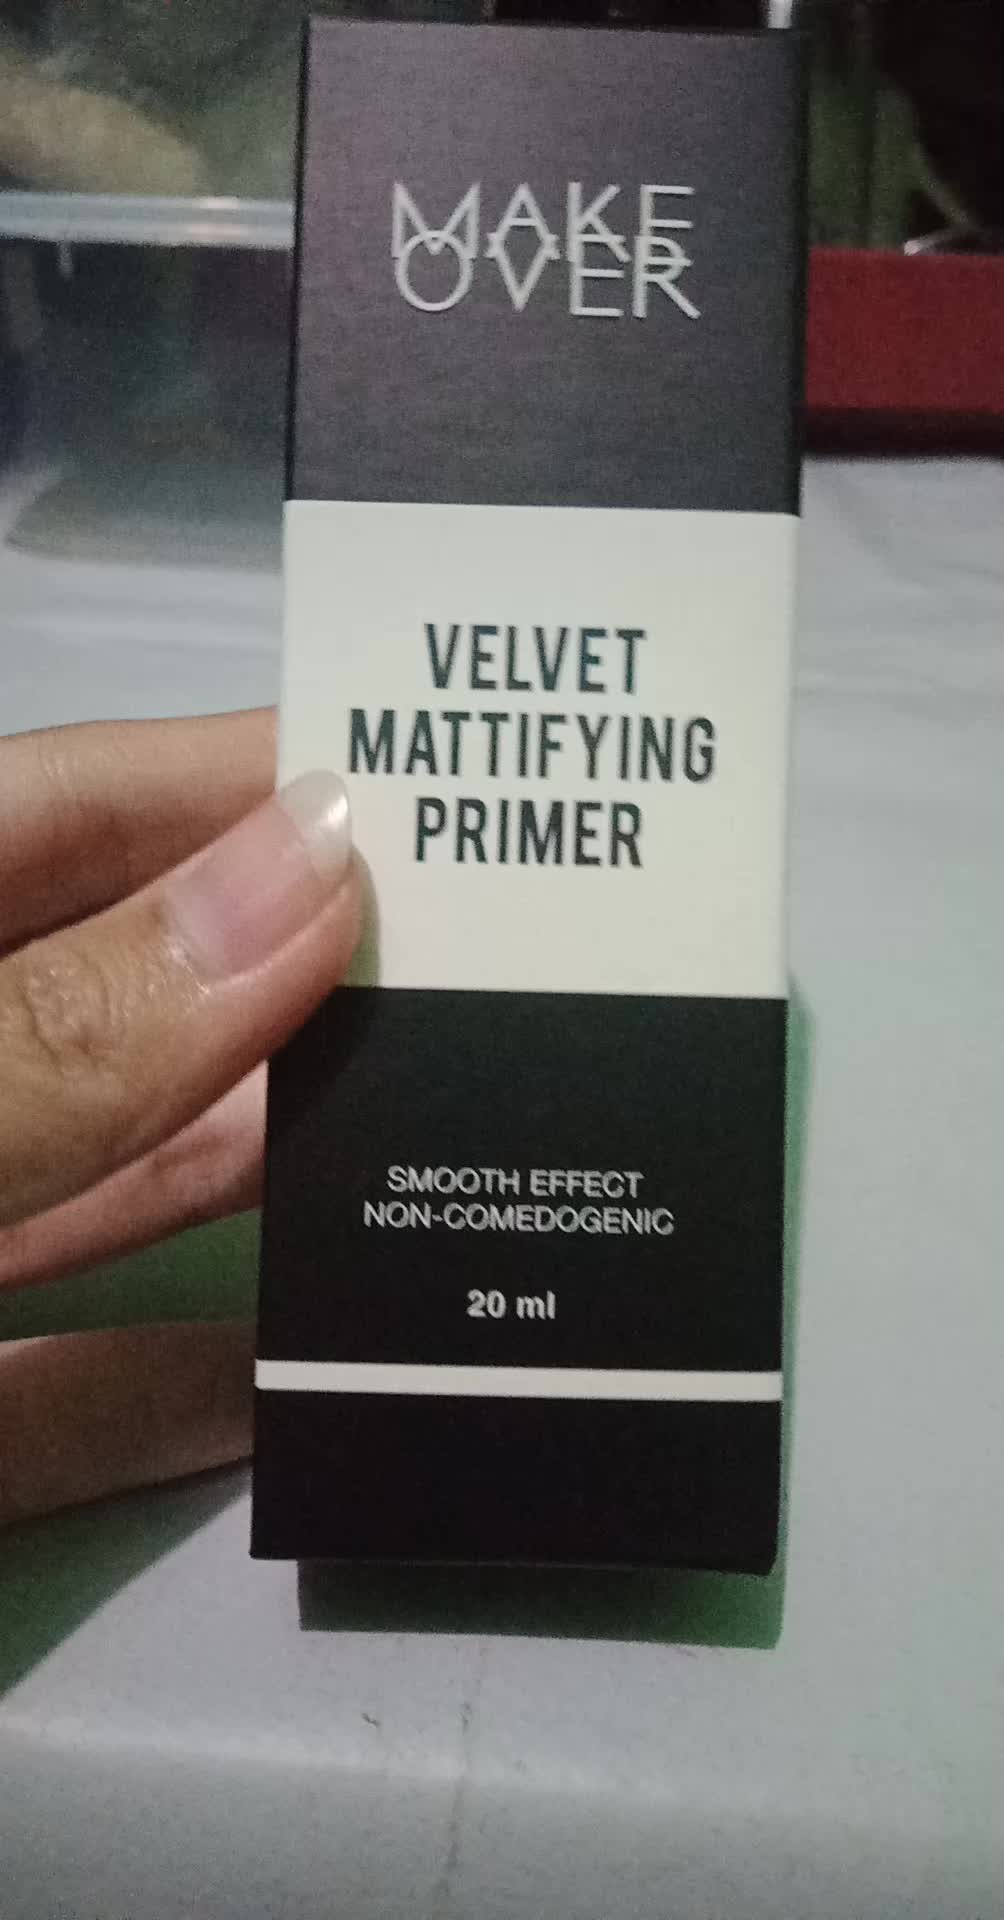 MAKE
OVER
VELVET
MATTIFYING
PRIMER
SMOOTH EFFECT
NON-COMEDOGENIC
20 ml